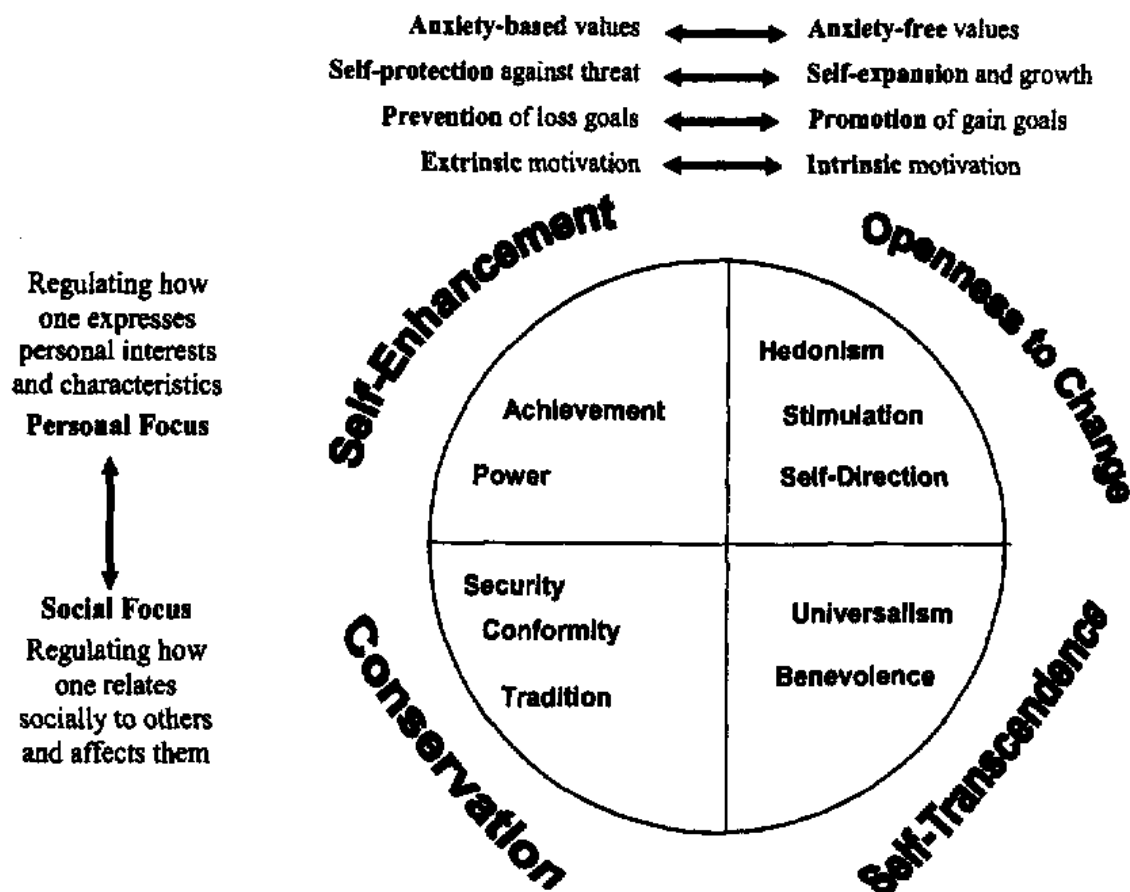 Anxiety-based values Anxiety-free values
Self-protection against threat Self-expansion and growth
Prevention of loss goals Promotion of gain goals
Extrinsic motivation Intrinsic motivation
Self-Enhancement
Openness to Change
Regulating how
one expresses
personal interests
and characteristics
Personal Focus
Social Focus
Regulating how
one relates
socially to others
and affects them
Achievement
Power
Hedonism
Stimulation
Self-Direction
Security
Conformity
Tradition
Universalism
Benevolence
Conservation
Self-Transcendence